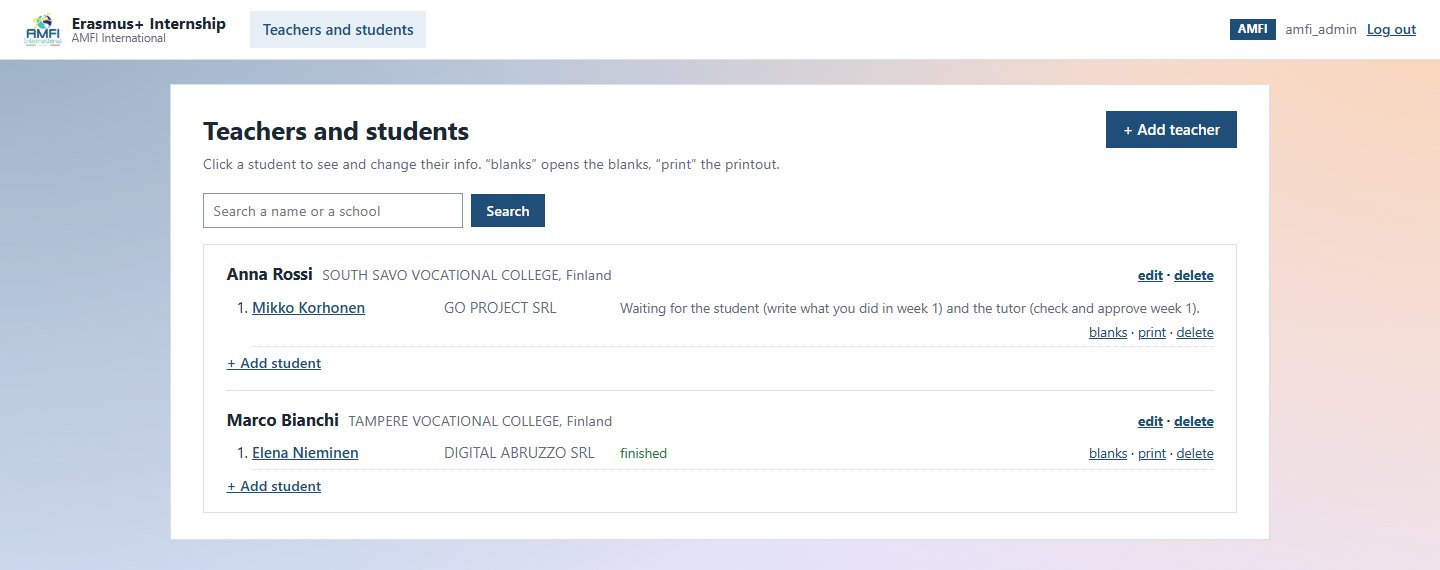 AMFI
Erasmus+ Internship
AMFI International
Teachers and students
AMFI amfi_admin Log out
Teachers and students
+ Add teacher
Click a student to see and change their info. “blanks” opens the blanks, “print” the printout.
Search a name or a school
Search
Anna Rossi SOUTH SAVO VOCATIONAL COLLEGE, Finland edit · delete
1. Mikko Korhonen GO PROJECT SRL Waiting for the student (write what you did in week 1) and the tutor (check and approve week 1).
blanks · print · delete
+ Add student
Marco Bianchi TAMPERE VOCATIONAL COLLEGE, Finland edit · delete
1. Elena Nieminen DIGITAL ABRUZZO SRL finished blanks · print · delete
+ Add student